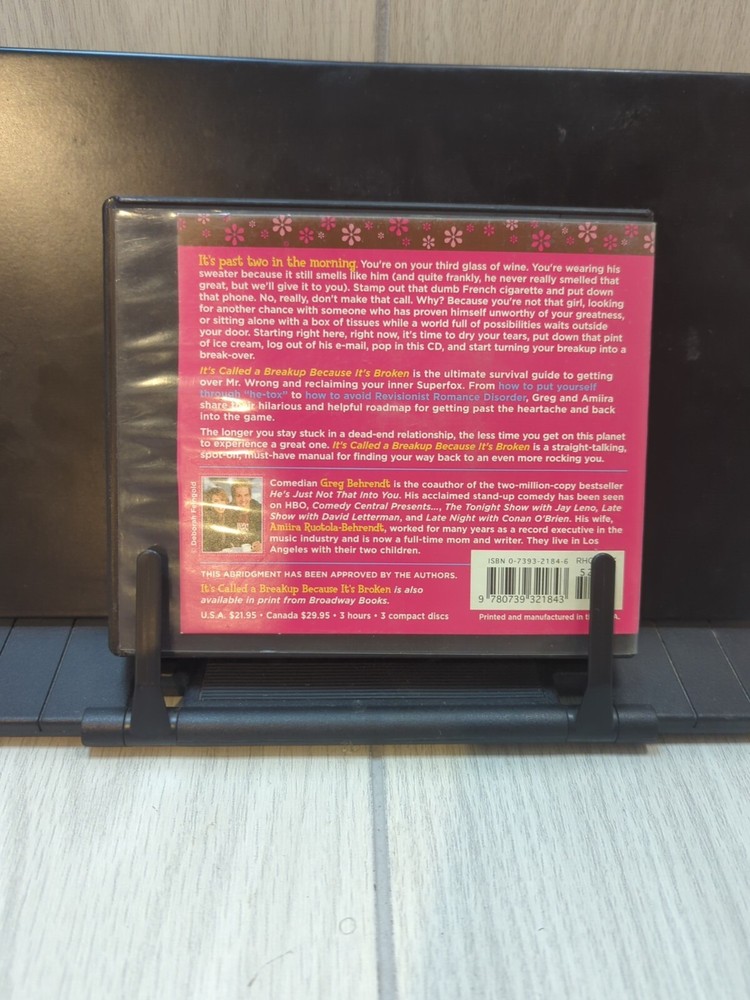 It's past two in the morning. You're on your third glass of wine. You're wearing his
sweater because it still smells like him (and quite frankly, he never really smelled that
great, but we'll give it to you). Stamp out that dumb French cigarette and put down
that phone. No, really, don't make that call. Why? Because you're not that girl, looking
for another chance with someone who has proven himself unworthy of your greatness,
or sitting alone with a box of tissues while a world full of possibilities waits outside
your door. Starting right here, right now, it's time to dry your tears, put down that pint
of ice cream, log out of his e-mail, pop in this CD, and start turning your breakup into a
break-over.
It's Called a Breakup Because It's Broken is the ultimate survival guide to getting
over Mr. Wrong and reclaiming your inner Superfox. From how to put yourself
through "he-tox" to how to avoid Revisionist Romance Disorder, Greg and Amiira
share their hilarious and helpful roadmap for getting past the heartache and back
into the game.
The longer you stay stuck in a dead-end relationship, the less time you get on this planet
to experience a great one. It's Called a Breakup Because It's Broken is a straight-talking,
spot-on, must-have manual for finding your way back to an even more rocking you.
© Deborah Feingold
Comedian Greg Behrendt is the coauthor of the two-million-copy bestseller
He's Just Not That Into You. His acclaimed stand-up comedy has been seen
on HBO, Comedy Central Presents..., The Tonight Show with Jay Leno, Late
Show with David Letterman, and Late Night with Conan O'Brien. His wife,
Amiira Ruotola-Behrendt, worked for many years as a record executive in the
music industry and is now a full-time mom and writer. They live in Los
Angeles with their two children.
THIS ABRIDGMENT HAS BEEN APPROVED BY THE AUTHORS.
It's Called a Breakup Because It's Broken is also
available in print from Broadway Books.
U.S.A. $21.95 • Canada $29.95 • 3 hours • 3 compact discs
ISBN 0-7393-2184-6
9 780739 321843
Printed and manufactured in